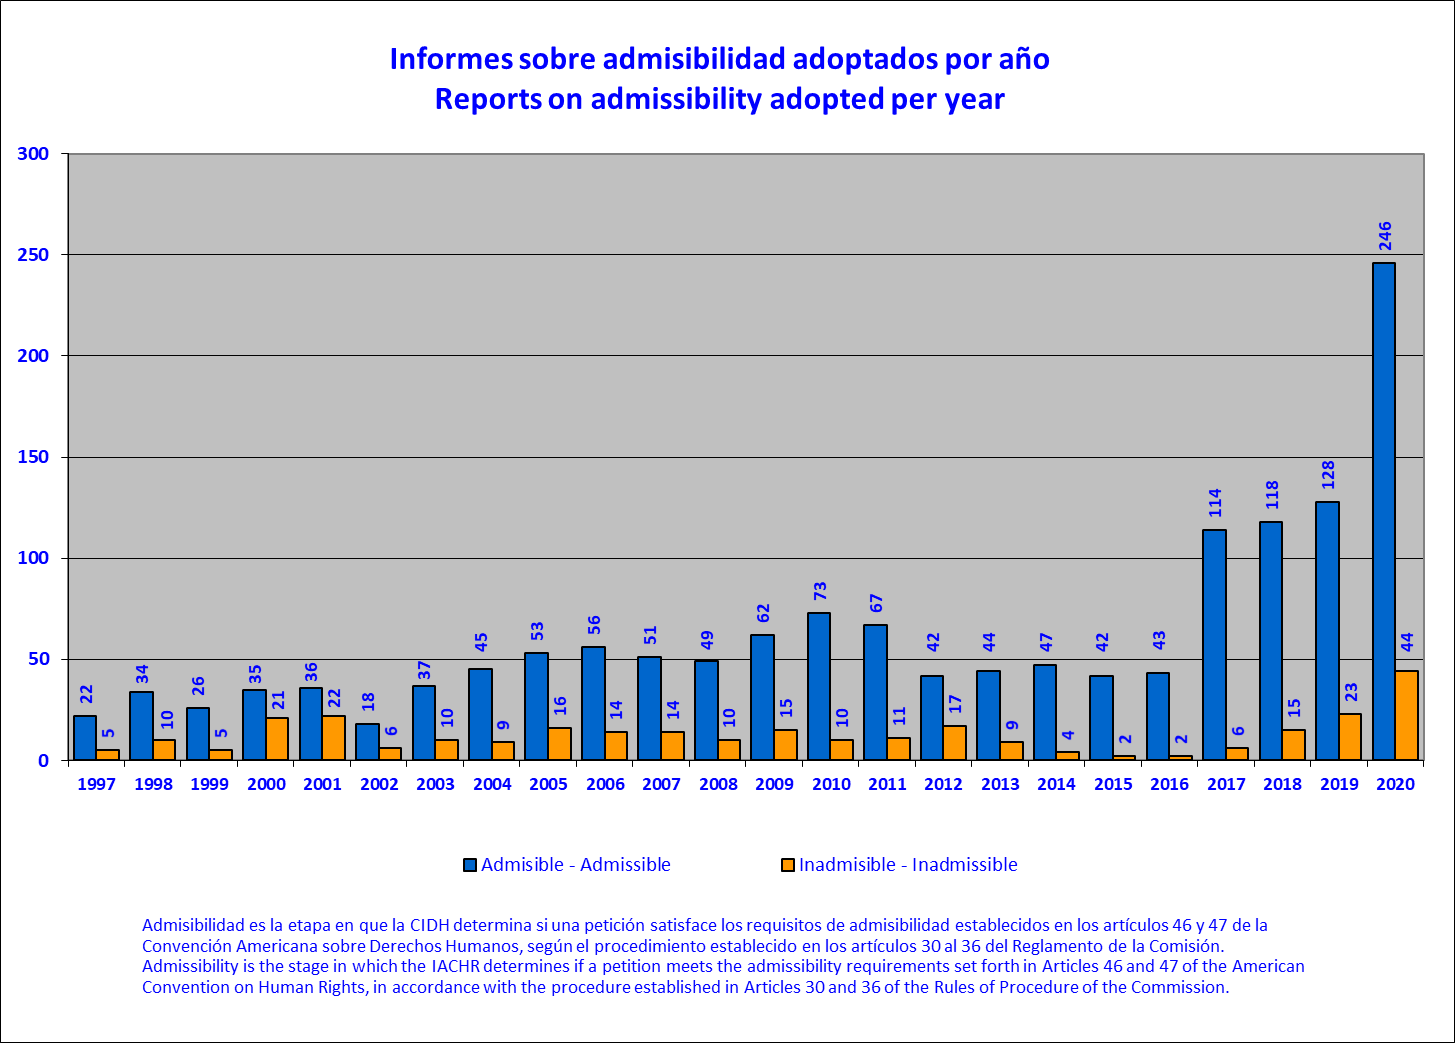 Informes sobre admisibilidad adoptados por año
Reports on admissibility adopted per year
300
250
200
150
100
50
0
22 5 34 10 26 5 35 21 36 22 18 6 37 10 45 9 53 16 56 14 51 14 49 10 62 15 73 10 67 11 42 17 44 9 47 4 42 2 43 2 114 6 118 15 128 23 246 44
1997 1998 1999 2000 2001 2002 2003 2004 2005 2006 2007 2008 2009 2010 2011 2012 2013 2014 2015 2016 2017 2018 2019 2020
Admisible - Admissible Inadmisible - Inadmissible
Admisibilidad es la etapa en que la CIDH determina si una petición satisface los requisitos de admisibilidad establecidos en los artículos 46 y 47 de la
Convención Americana sobre Derechos Humanos, según el procedimiento establecido en los artículos 30 al 36 del Reglamento de la Comisión.
Admissibility is the stage in which the IACHR determines if a petition meets the admissibility requirements set forth in Articles 46 and 47 of the American
Convention on Human Rights, in accordance with the procedure established in Articles 30 and 36 of the Rules of Procedure of the Commission.